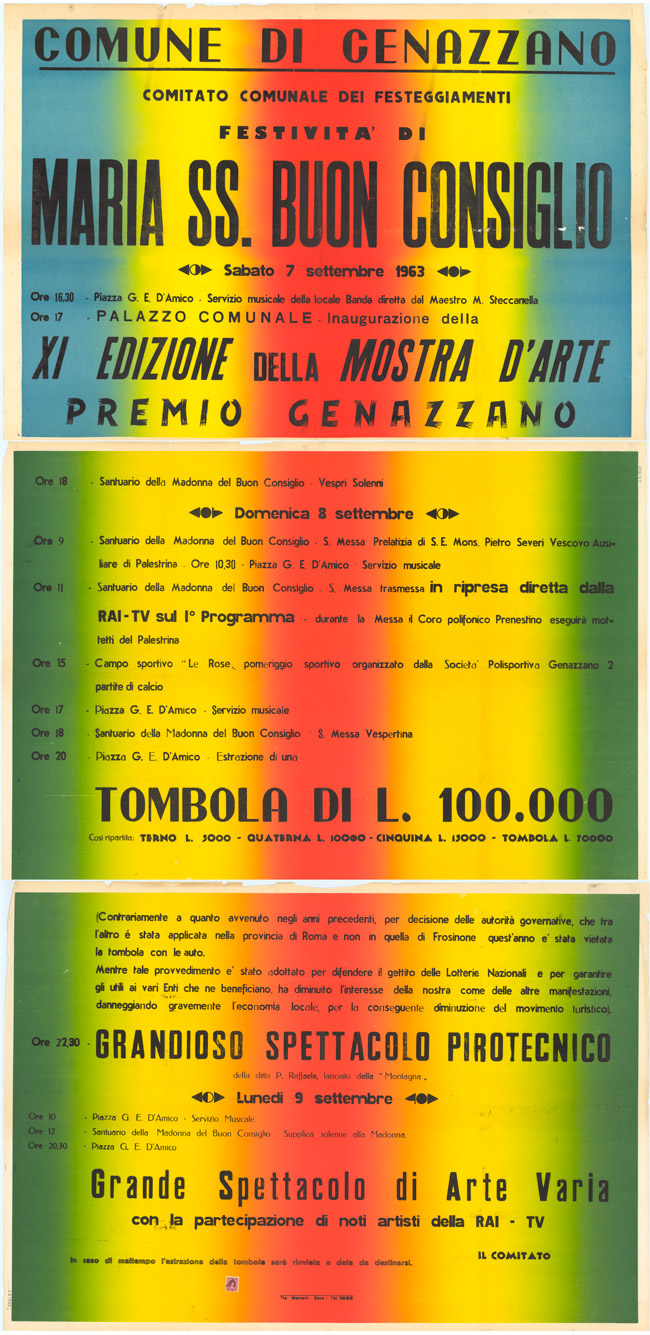 COMUNE DI GENAZZANO
COMITATO COMUNALE DEI FESTEGGIAMENTI
FESTIVITA' DI
MARIA SS. BUON CONSIGLIO
Sabato 7 settembre 1963
Ore 16,30 - Piazza G. E. D'Amico - Servizio musicale della locale Banda diretta dal Maestro M. Steccanella
Ore 17 - PALAZZO COMUNALE - Inaugurazione della
XI EDIZIONE DELLA MOSTRA D'ARTE
PREMIO GENAZZANO
Ore 18 - Santuario della Madonna del Buon Consiglio - Vespri Solenni
Domenica 8 settembre
Ore 9 - Santuario della Madonna del Buon Consiglio - S. Messa Prelatizia di S. E. Mons. Pietro Severi Vescovo Ausi-
liare di Palestrina - Ore 10,30 - Piazza G. E. D'Amico - Servizio musicale
Ore 11 - Santuario della Madonna del Buon Consiglio - S. Messa trasmessa in ripresa diretta dalla
RAI-TV sul I° Programma - durante la Messa il Coro polifonico Prenestino eseguirà mot-
tetti del Palestrina
Ore 15 - Campo sportivo "Le Rose„ pomeriggio sportivo organizzato dalla Societa' Polisportiva Genazzano 2
partite di calcio
Ore 17 - Piazza G. E. D'Amico - Servizio musicale
Ore 18 - Santuario della Madonna del Buon Consiglio - S. Messa Vespertina
Ore 20 - Piazza G. E. D'Amico - Estrazione di una
TOMBOLA DI L. 100.000
Così ripartita: TERNO L. 5000 - QUATERNA L. 10000 - CINQUINA L. 15000 - TOMBOLA L. 70000
(Contrariamente a quanto avvenuto negli anni precedenti, per decisione delle autorità governative, che tra
l'altro é stata applicata nella provincia di Roma e non in quella di Frosinone quest'anno e' stata vietata
la tombola con le auto.
Mentre tale provvedimento e' stato adottato per difendere il gettito delle Lotterie Nazionali e per garantire
gli utili ai vari Enti che ne beneficiano, ha diminuito l'interesse della nostra come delle altre manifestazioni,
danneggiando gravemente l'economia locale, per la conseguente diminuzione del movimento turistico).
Ore 22,30 - GRANDIOSO SPETTACOLO PIROTECNICO
della ditta P. Raffaele, lanciato dalla "Montagna„
Lunedì 9 settembre
Ore 10 - Piazza G. E. D'Amico - Servizio Musicale.
Ore 12 - Santuario della Madonna del Buon Consiglio - Supplica solenne alla Madonna.
Ore 20,30 - Piazza G. E. D'Amico
Grande Spettacolo di Arte Varia
con la partecipazione di noti artisti della RAI - TV
IL COMITATO
In caso di maltempo l'estrazione della tombola sarà rinviata a data da destinarsi.